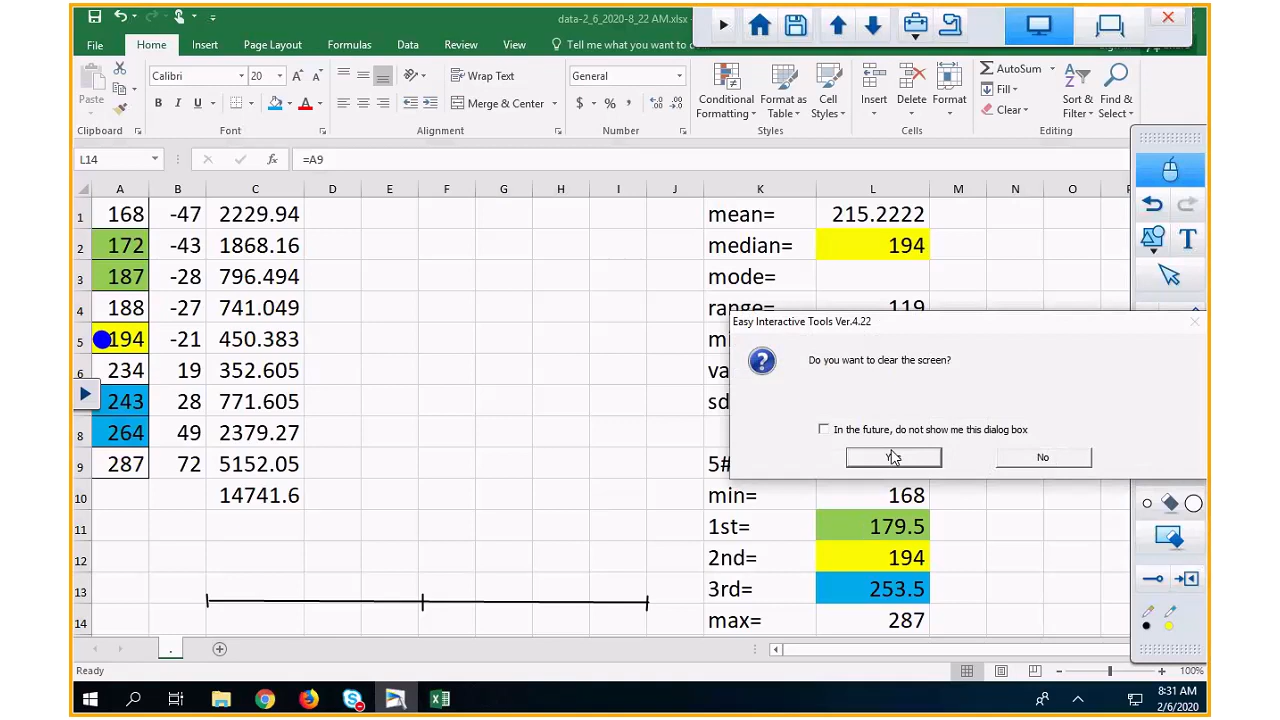 data-2_6_2020-8_22 AM.xlsx
File Home Insert Page Layout Formulas Data Review View Tell me what you want to
Paste
Calibri 20
B I U A
Wrap Text
Merge & Center
General
$ % ,
Conditional Formatting
Format as Table
Cell Styles
Insert
Delete
Format
AutoSum
Fill
Clear
Sort & Filter
Find & Select
Clipboard Font Alignment Number Styles Cells Editing
L14 fx =A9
A B C D E F G H I J K L M N O
1 168 -47 2229.94 mean= 215.2222
2 172 -43 1868.16 median= 194
3 187 -28 796.494 mode=
4 188 -27 741.049 range= 119
5 194 -21 450.383
6 234 19 352.605
243 28 771.605 sd
8 264 49 2379.27
9 287 72 5152.05 5#
10 14741.6 min= 168
11 1st= 179.5
12 2nd= 194
13 3rd= 253.5
14 max= 287
Easy Interactive Tools Ver.4.22
Do you want to clear the screen?
In the future, do not show me this dialog box
Yes No
T
.
Ready
100%
8:31 AM
2/6/2020